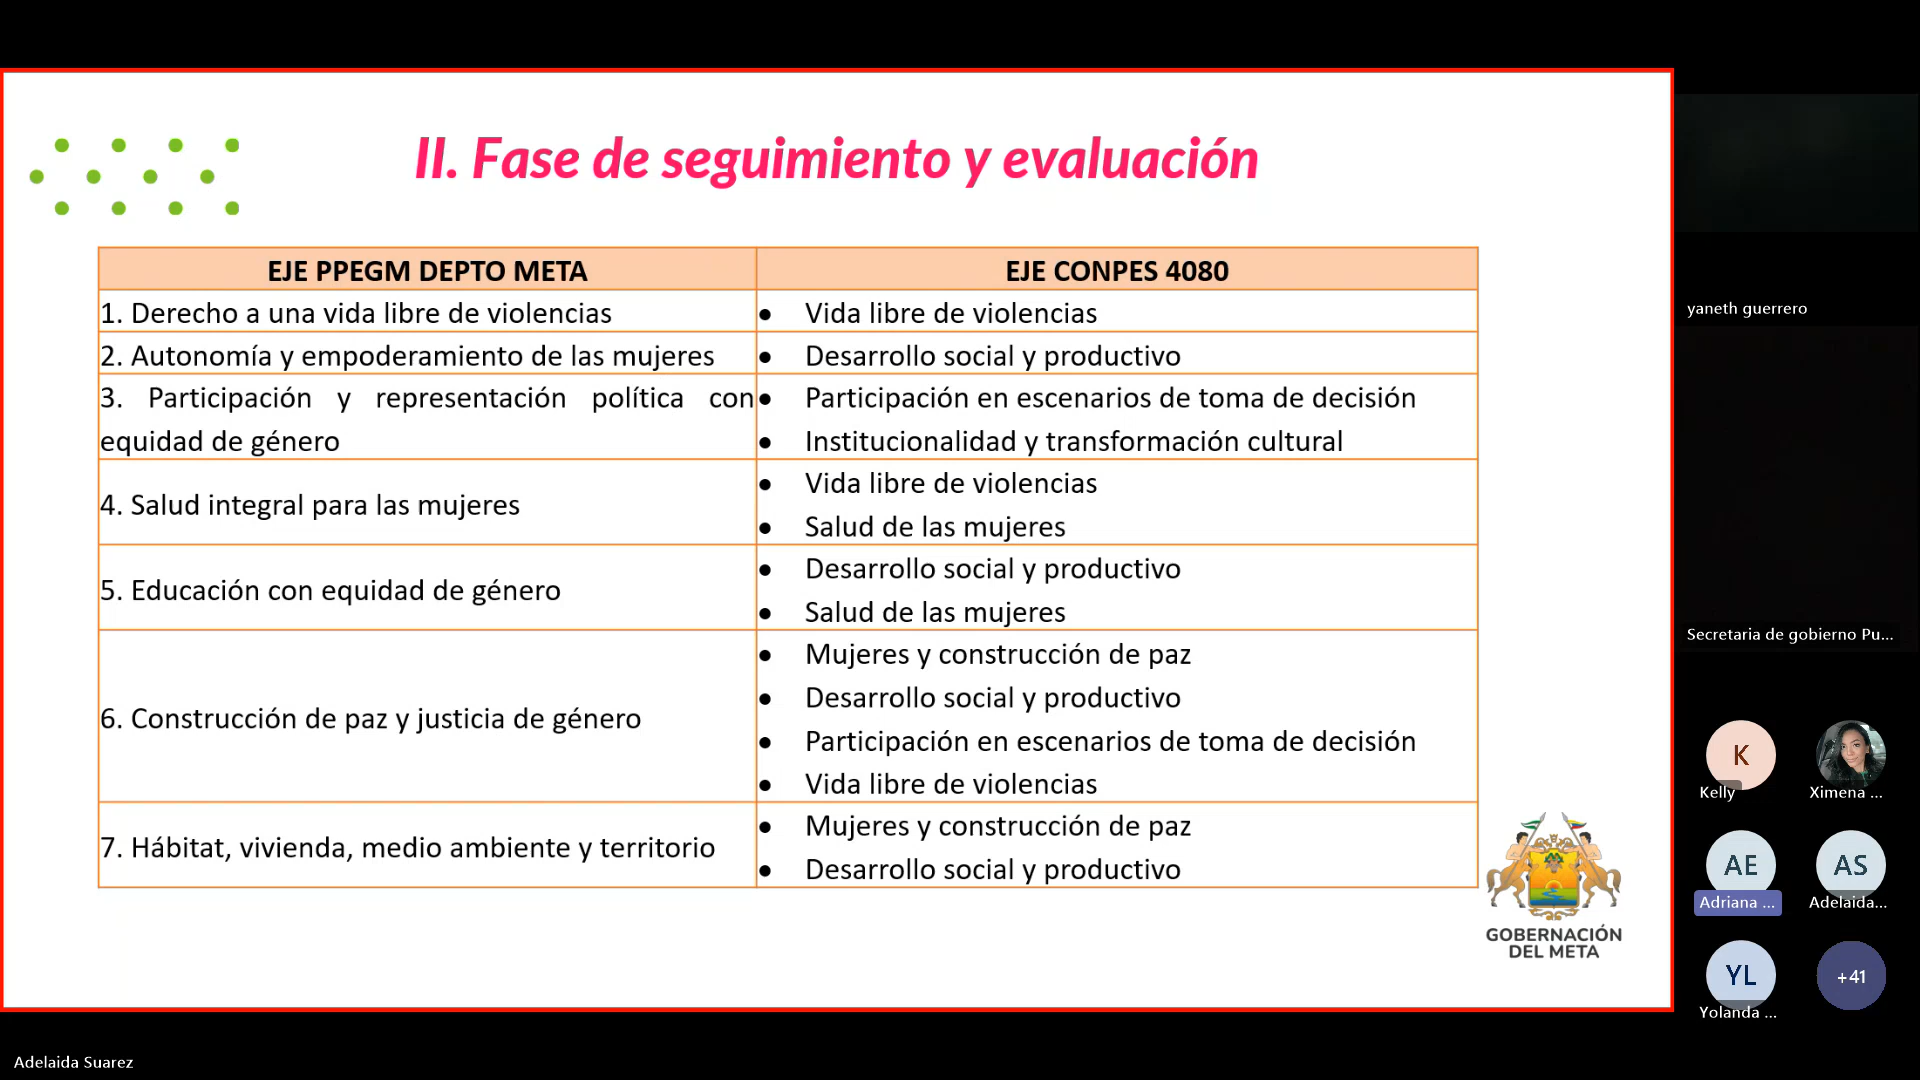 II. Fase de seguimiento y evaluación
EJE PPEGM DEPTO META
EJE CONPES 4080
1. Derecho a una vida libre de violencias
• Vida libre de violencias
2. Autonomía y empoderamiento de las mujeres
• Desarrollo social y productivo
3. Participación y representación política con
equidad de género
• Participación en escenarios de toma de decisión
• Institucionalidad y transformación cultural
4. Salud integral para las mujeres
• Vida libre de violencias
• Salud de las mujeres
5. Educación con equidad de género
• Desarrollo social y productivo
• Salud de las mujeres
6. Construcción de paz y justicia de género
• Mujeres y construcción de paz
• Desarrollo social y productivo
• Participación en escenarios de toma de decisión
• Vida libre de violencias
7. Hábitat, vivienda, medio ambiente y territorio
• Mujeres y construcción de paz
• Desarrollo social y productivo
GOBERNACIÓN
DEL META
yaneth guerrero
Secretaria de gobierno Pu...
K
Kelly
Ximena ...
AE
Adriana ...
AS
Adelaida...
YL
Yolanda ...
+41
Adelaida Suarez